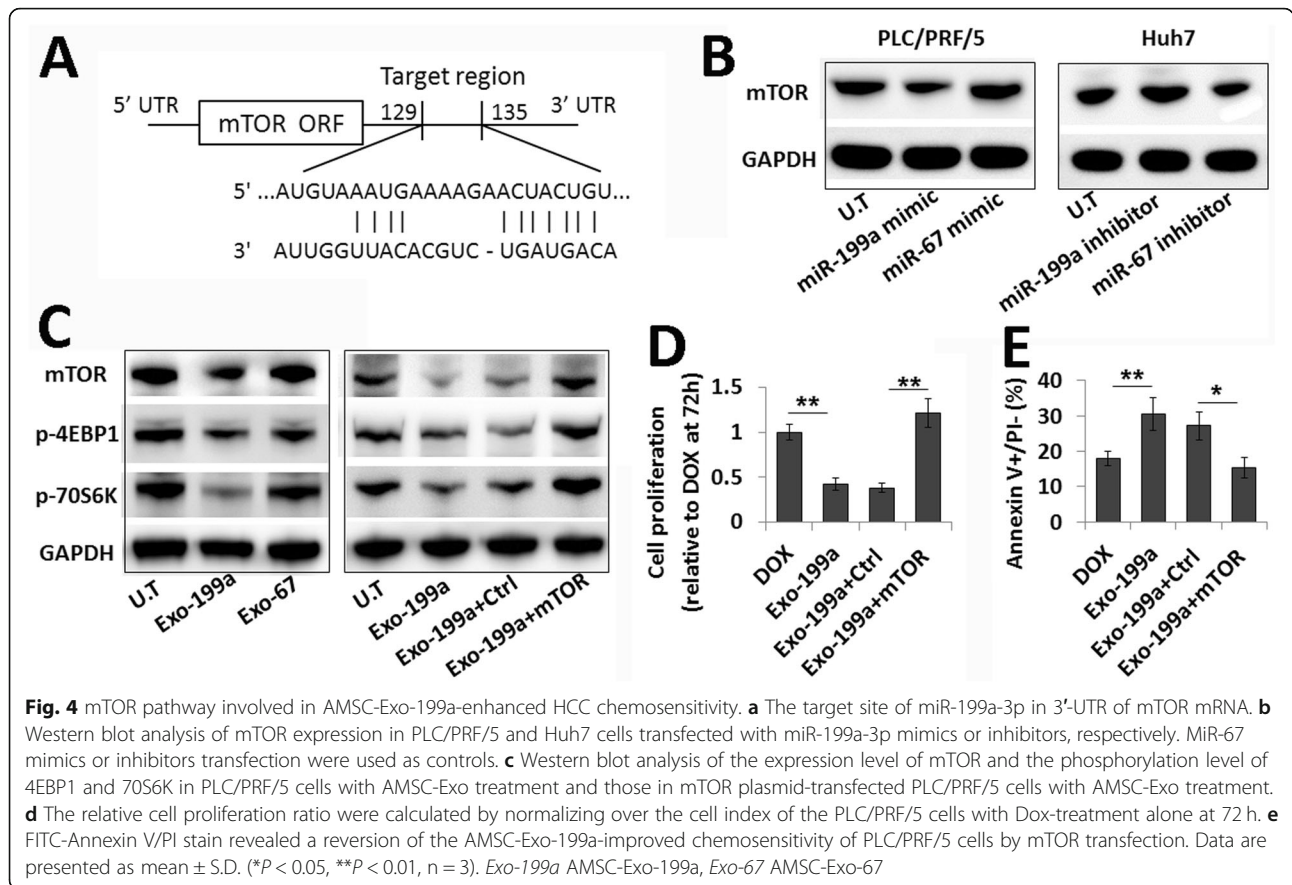 A
Target region
5' UTR
129
135
3' UTR
mTOR ORF
5' ...AUGUAAAUGAAAAGAACUACUGU...
3' AUUGGUUACACGUC - UGAUGACA
B
PLC/PRF/5
Huh7
mTOR
GAPDH
U.T
miR-199a mimic
miR-67 mimic
U.T
miR-199a inhibitor
miR-67 inhibitor
C
mTOR
p-4EBP1
p-70S6K
GAPDH
U.T
Exo-199a
Exo-67
U.T
Exo-199a
Exo-199a+Ctrl
Exo-199a+mTOR
D
Cell proliferation
(relative to DOX at 72h)
1.5
1
0.5
0
**
**
DOX
Exo-199a
Exo-199a+Ctrl
Exo-199a+mTOR
E
Annexin V+/PI- (%)
40
30
20
10
0
**
*
DOX
Exo-199a
Exo-199a+Ctrl
Exo-199a+mTOR
Fig. 4 mTOR pathway involved in AMSC-Exo-199a-enhanced HCC chemosensitivity. a The target site of miR-199a-3p in 3′-UTR of mTOR mRNA. b
Western blot analysis of mTOR expression in PLC/PRF/5 and Huh7 cells transfected with miR-199a-3p mimics or inhibitors, respectively. MiR-67
mimics or inhibitors transfection were used as controls. c Western blot analysis of the expression level of mTOR and the phosphorylation level of
4EBP1 and 70S6K in PLC/PRF/5 cells with AMSC-Exo treatment and those in mTOR plasmid-transfected PLC/PRF/5 cells with AMSC-Exo treatment.
d The relative cell proliferation ratio were calculated by normalizing over the cell index of the PLC/PRF/5 cells with Dox-treatment alone at 72 h. e
FITC-Annexin V/PI stain revealed a reversion of the AMSC-Exo-199a-improved chemosensitivity of PLC/PRF/5 cells by mTOR transfection. Data are
presented as mean ± S.D. (*P < 0.05, **P < 0.01, n = 3). Exo-199a AMSC-Exo-199a, Exo-67 AMSC-Exo-67